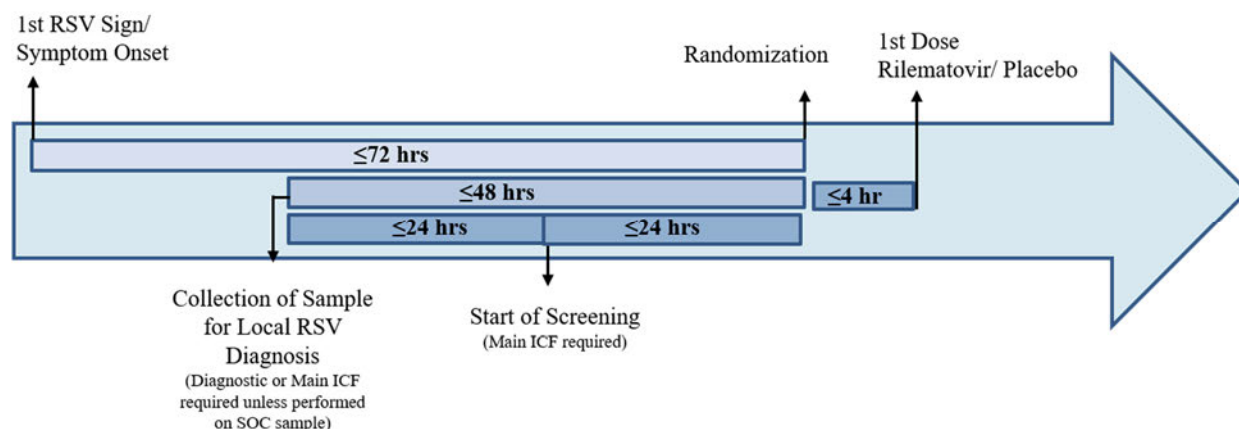 1st RSV Sign/
Symptom Onset
Randomization
1st Dose
Rilematovir/ Placebo
≤72 hrs
≤48 hrs
≤4 hr
≤24 hrs
≤24 hrs
Collection of Sample
for Local RSV
Diagnosis
(Diagnostic or Main ICF
required unless performed
on SOC sample)
Start of Screening
(Main ICF required)